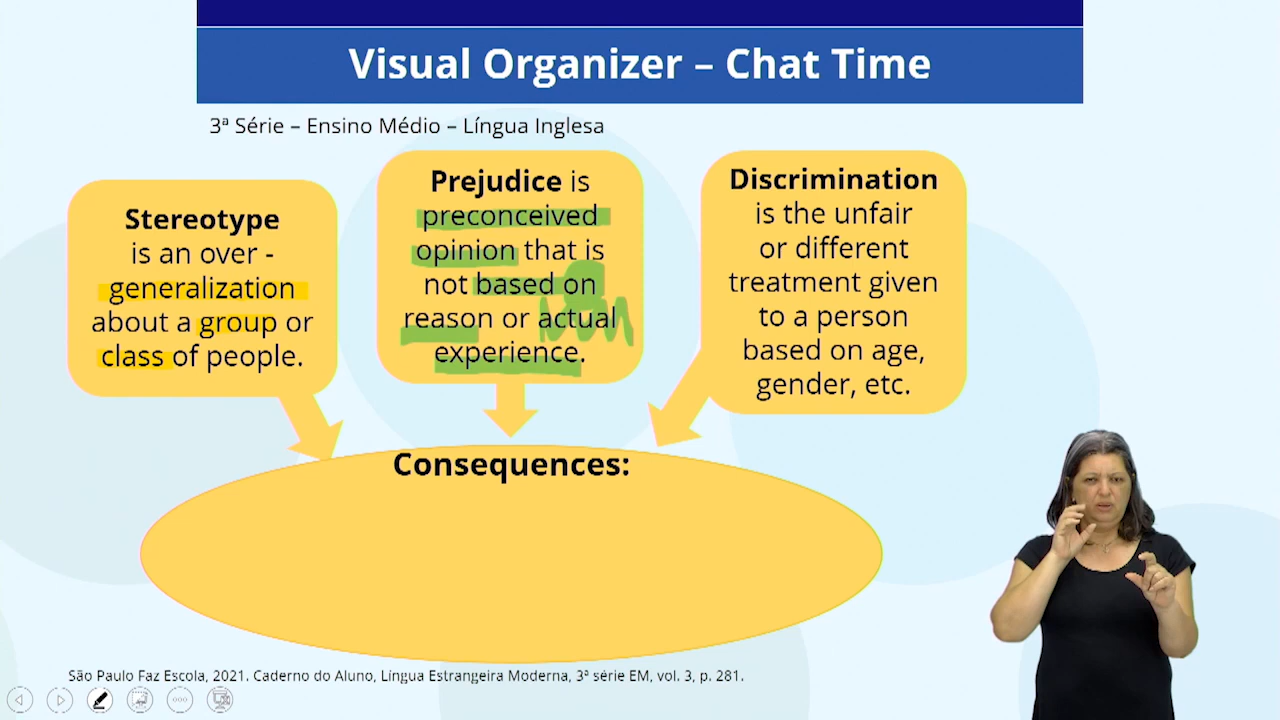 Visual Organizer – Chat Time
3ª Série – Ensino Médio – Língua Inglesa
Stereotype
is an over -
generalization
about a group or
class of people.
Prejudice is
preconceived
opinion that is
not based on
reason or actual
experience.
Discrimination
is the unfair
or different
treatment given
to a person
based on age,
gender, etc.
Consequences:
São Paulo Faz Escola, 2021. Caderno do Aluno, Língua Estrangeira Moderna, 3ª série EM, vol. 3, p. 281.